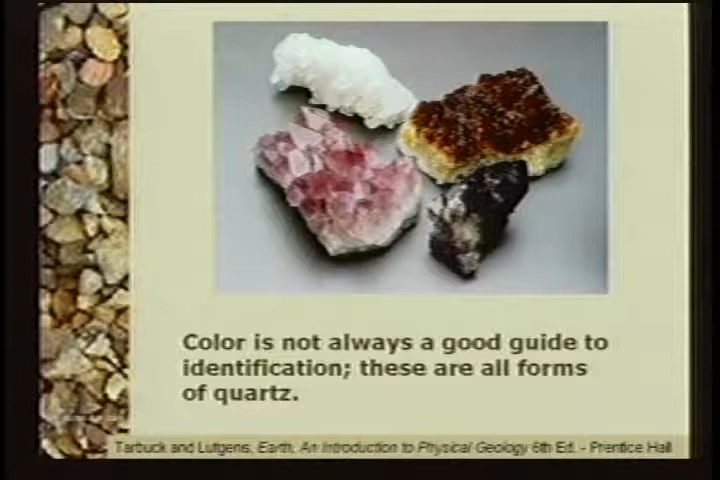 Color is not always a good guide to
identification; these are all forms
of quartz.
Tarbuck and Lutgens, Earth, An Introduction to Physical Geology 6th Ed. - Prentice Hall